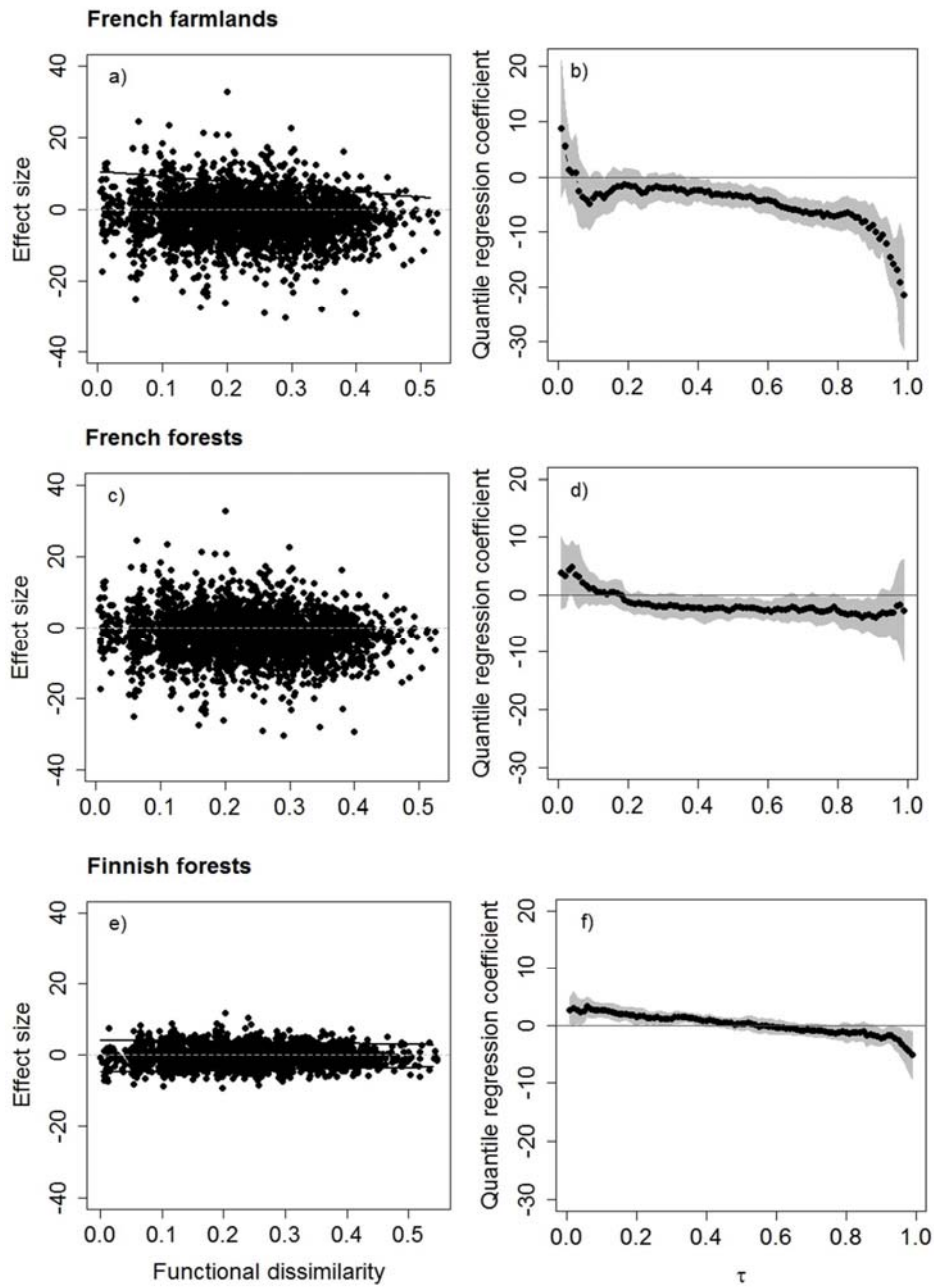 French farmlands
a)
Effect size
40
20
0
-20
-40
0.0 0.1 0.2 0.3 0.4 0.5
b)
Quantile regression coefficient
20
10
0
-10
-20
-30
0.0 0.2 0.4 0.6 0.8 1.0
French forests
c)
Effect size
40
20
0
-20
-40
0.0 0.1 0.2 0.3 0.4 0.5
d)
Quantile regression coefficient
20
10
0
-10
-20
-30
0.0 0.2 0.4 0.6 0.8 1.0
Finnish forests
e)
Effect size
40
20
0
-20
-40
0.0 0.1 0.2 0.3 0.4 0.5
Functional dissimilarity
f)
Quantile regression coefficient
20
10
0
-10
-20
-30
0.0 0.2 0.4 0.6 0.8 1.0
τ